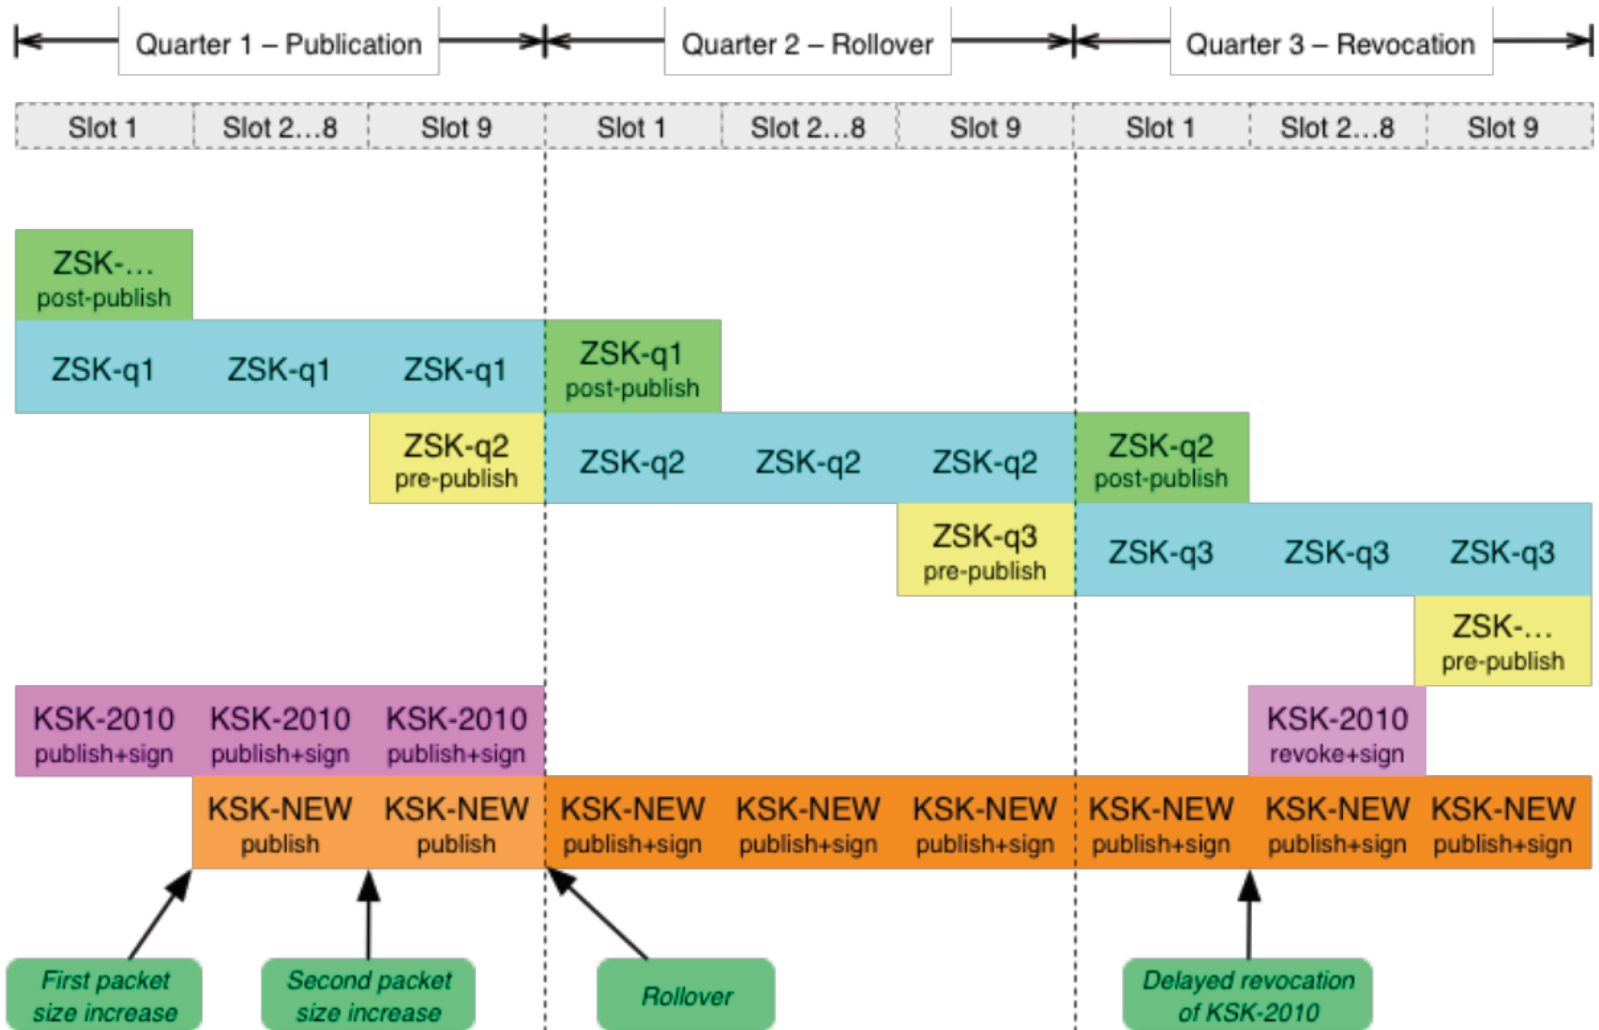 Quarter 1 – Publication
Quarter 2 – Rollover
Quarter 3 – Revocation
Slot 1
Slot 2...8
Slot 9
Slot 1
Slot 2...8
Slot 9
Slot 1
Slot 2...8
Slot 9
ZSK-...
post-publish
ZSK-q1
ZSK-q1
ZSK-q1
ZSK-q1
post-publish
ZSK-q2
pre-publish
ZSK-q2
ZSK-q2
ZSK-q2
ZSK-q2
post-publish
ZSK-q3
pre-publish
ZSK-q3
ZSK-q3
ZSK-q3
ZSK-...
pre-publish
KSK-2010
publish+sign
KSK-2010
publish+sign
KSK-2010
publish+sign
KSK-2010
revoke+sign
KSK-NEW
publish
KSK-NEW
publish
KSK-NEW
publish+sign
KSK-NEW
publish+sign
KSK-NEW
publish+sign
KSK-NEW
publish+sign
KSK-NEW
publish+sign
KSK-NEW
publish+sign
First packet
size increase
Second packet
size increase
Rollover
Delayed revocation
of KSK-2010